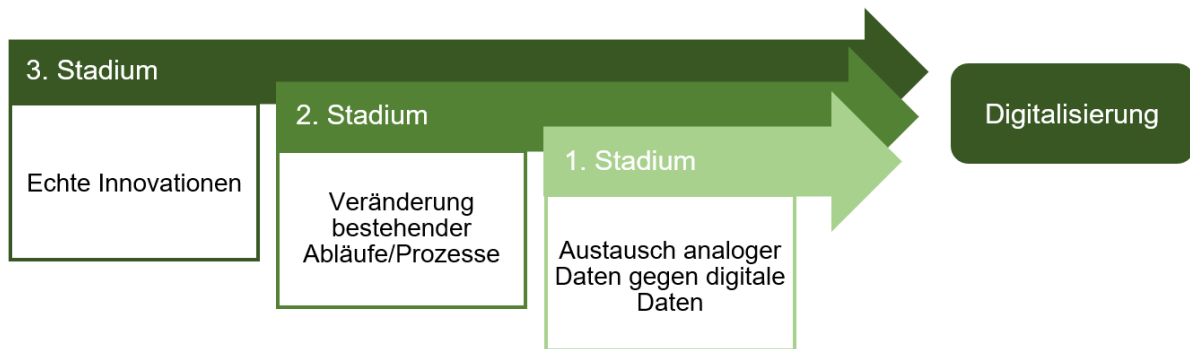 3. Stadium
Echte Innovationen
2. Stadium
Veränderung
bestehender
Abläufe/Prozesse
1. Stadium
Austausch analoger
Daten gegen digitale
Daten
Digitalisierung